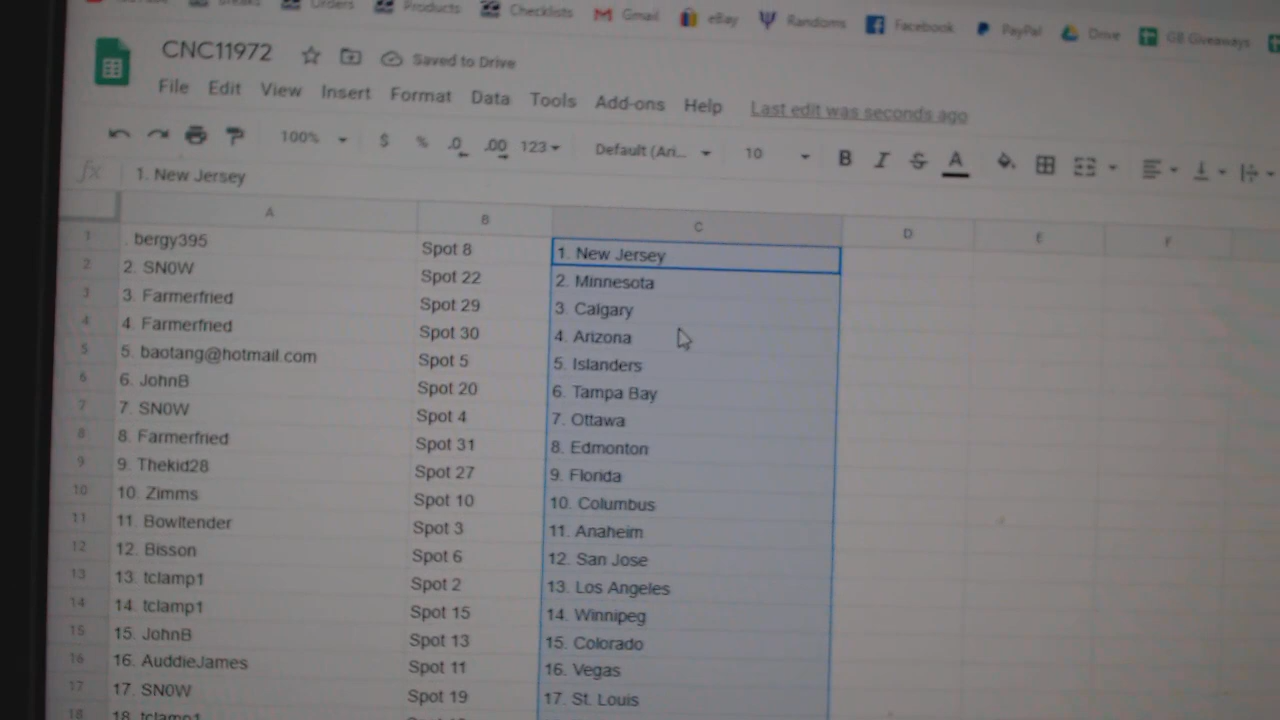 Orders Products Checklists Gmail eBay Randoms Facebook PayPal Drive GB Giveaways
CNC11972 Saved to Drive
File Edit View Insert Format Data Tools Add-ons Help Last edit was seconds ago
100% $ % .0 .00 123 Default (Ari... 10 B I S A
fx 1. New Jersey
A B C D E F
1 . bergy395 Spot 8 1. New Jersey
2 2. SN0W Spot 22 2. Minnesota
3 3. Farmerfried Spot 29 3. Calgary
4 4. Farmerfried Spot 30 4. Arizona
5 5. baotang@hotmail.com Spot 5 5. Islanders
6 6. JohnB Spot 20 6. Tampa Bay
7 7. SN0W Spot 4 7. Ottawa
8 8. Farmerfried Spot 31 8. Edmonton
9 9. Thekid28 Spot 27 9. Florida
10 10. Zimms Spot 10 10. Columbus
11 11. Bowltender Spot 3 11. Anaheim
12 12. Bisson Spot 6 12. San Jose
13 13. tclamp1 Spot 2 13. Los Angeles
14 14. tclamp1 Spot 15 14. Winnipeg
15 15. JohnB Spot 13 15. Colorado
16 16. AuddieJames Spot 11 16. Vegas
17 17. SN0W Spot 19 17. St. Louis
18 18. tclamp1